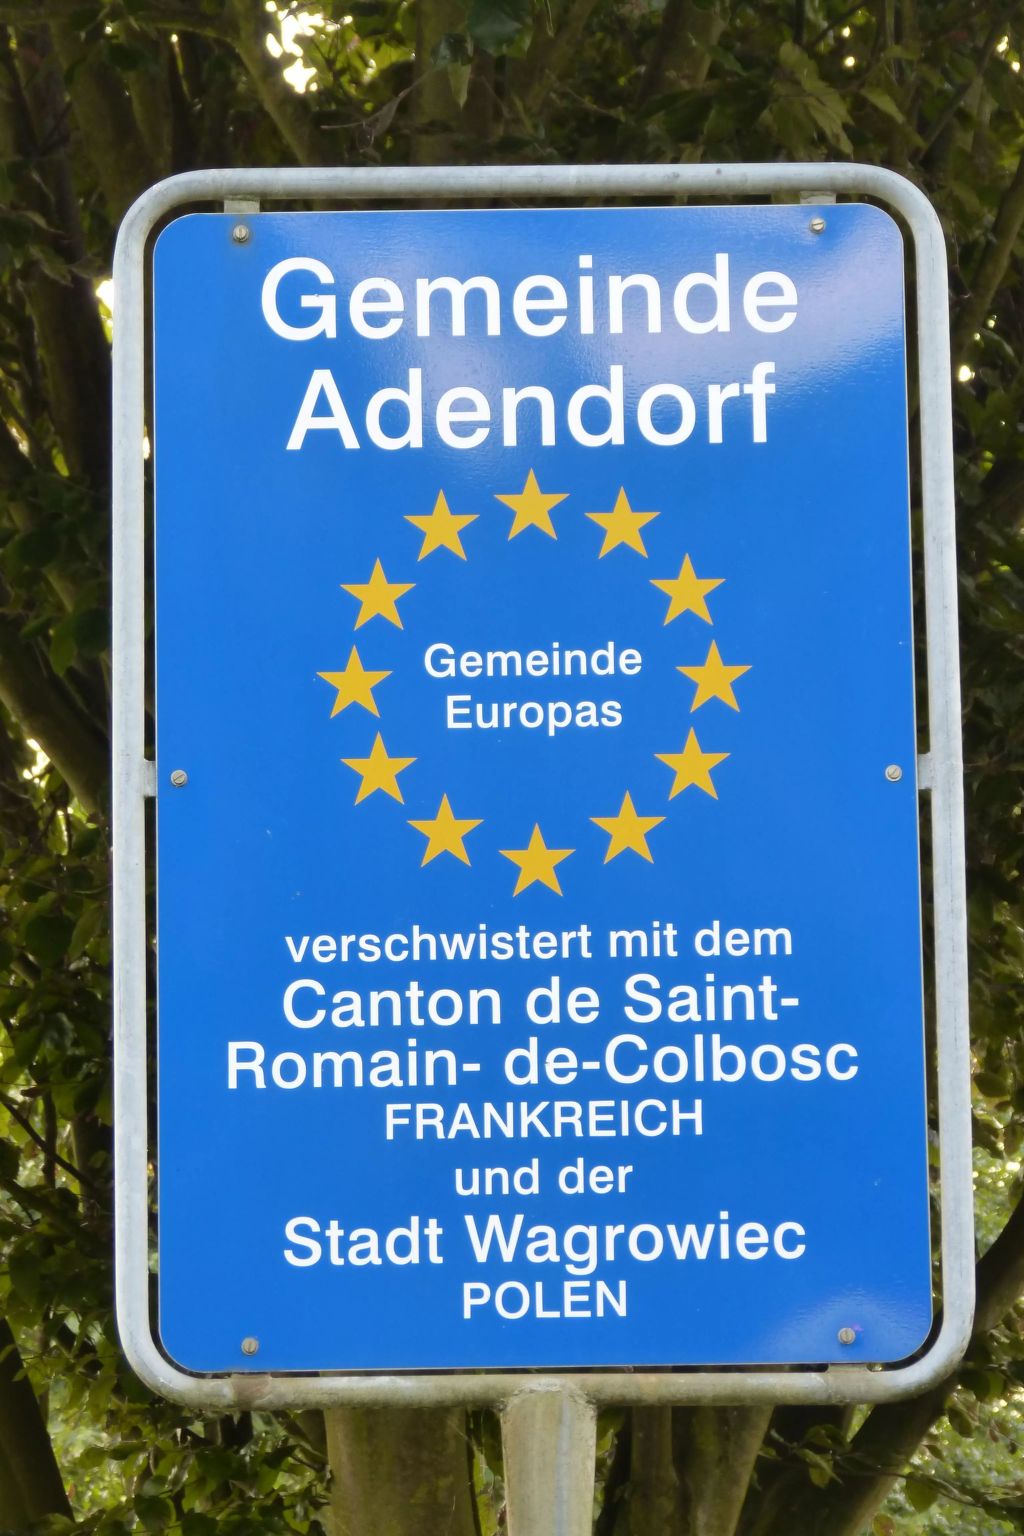 Gemeinde
Adendorf
Gemeinde
Europas
verschwistert mit dem
Canton de Saint-
Romain- de-Colbosc
FRANKREICH
und der
Stadt Wagrowiec
POLEN